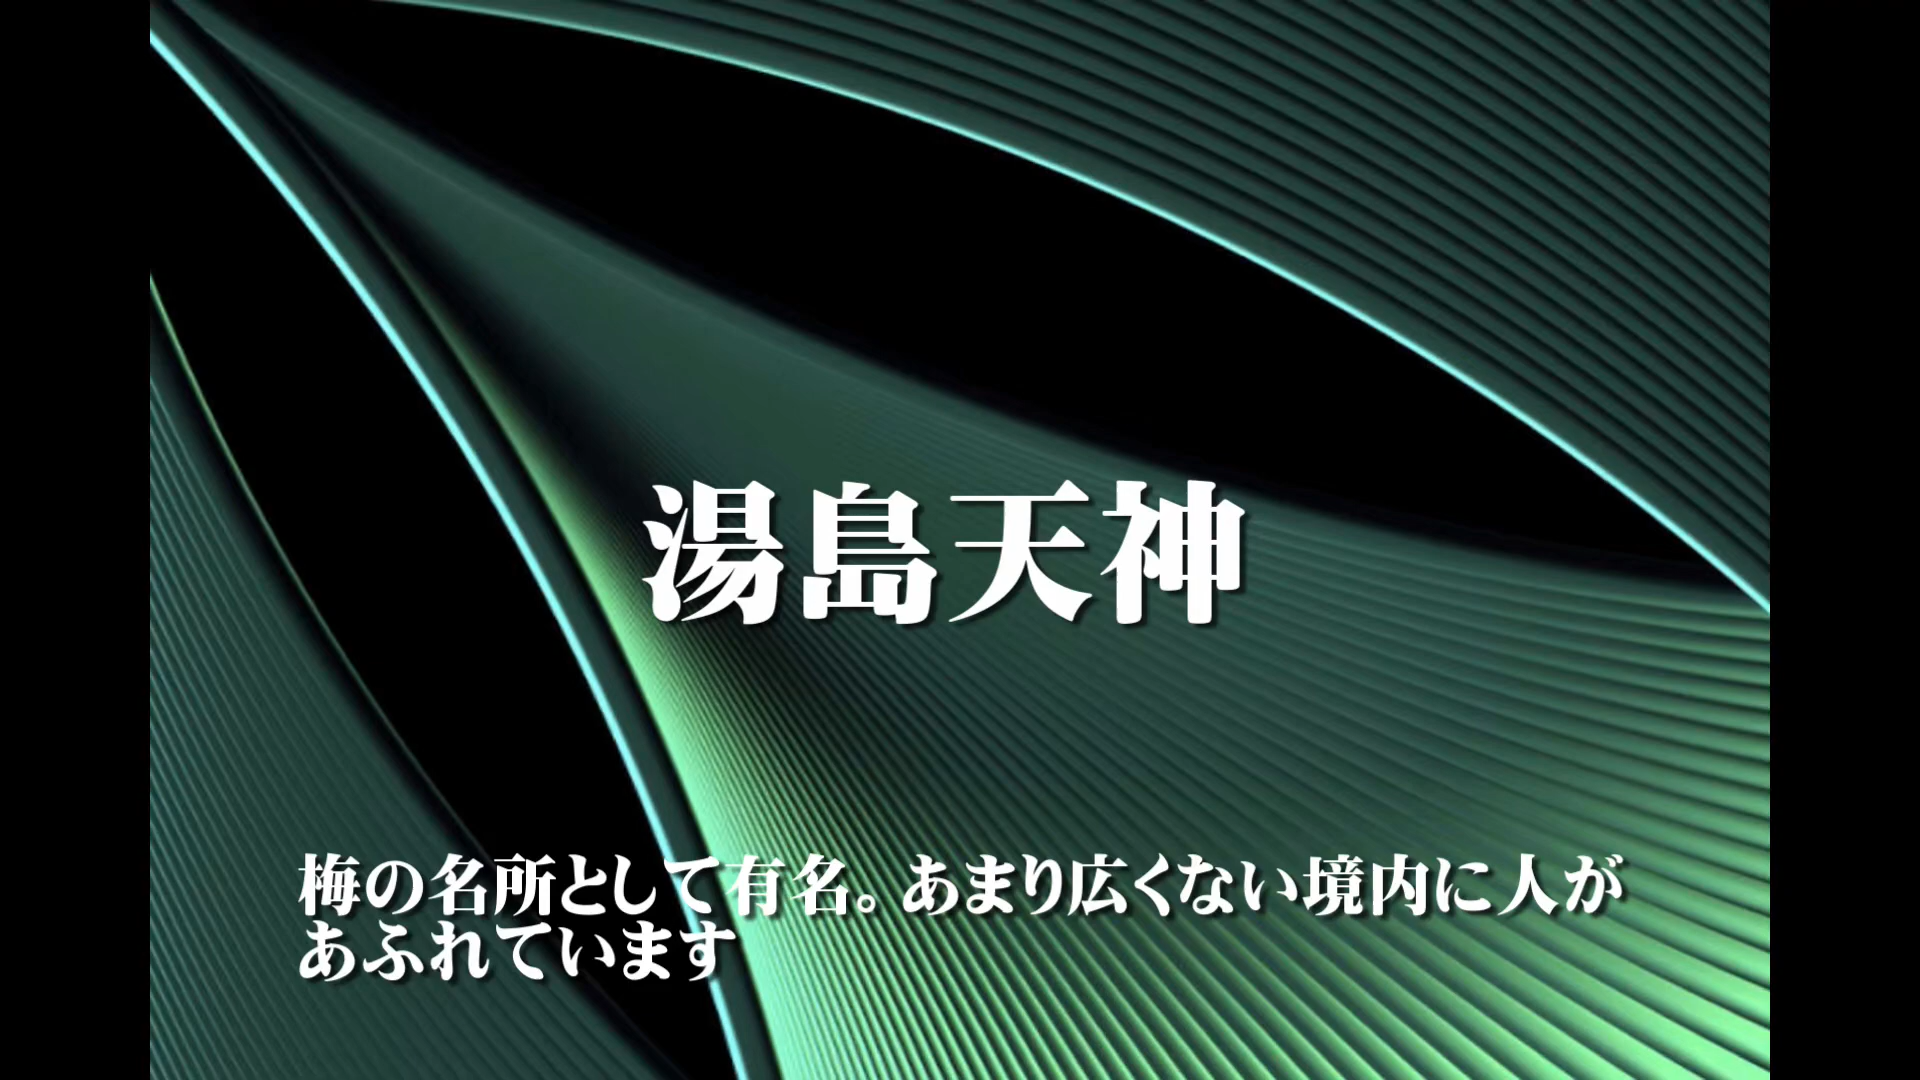 湯島天神
梅の名所として有名。あまり広くない境内に人が
あふれています